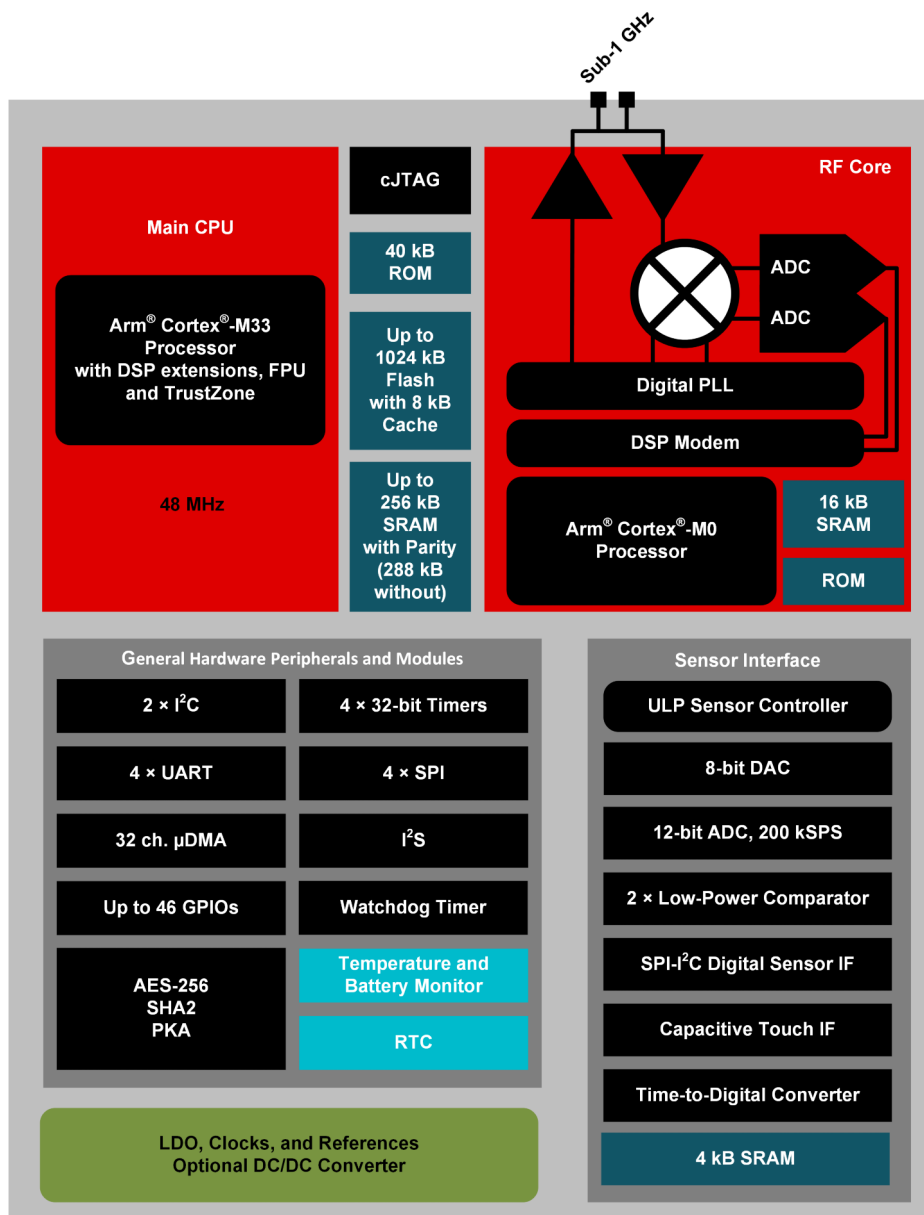 Sub-1 GHz
Main CPU
Arm® Cortex®-M33
Processor
with DSP extensions, FPU
and TrustZone
48 MHz
cJTAG
40 kB
ROM
Up to
1024 kB
Flash
with 8 kB
Cache
Up to
256 kB
SRAM
with Parity
(288 kB
without)
RF Core
ADC
ADC
Digital PLL
DSP Modem
Arm® Cortex®-M0
Processor
16 kB
SRAM
ROM
General Hardware Peripherals and Modules
2 × I²C
4 × 32-bit Timers
4 × UART
4 × SPI
32 ch. µDMA
I²S
Up to 46 GPIOs
Watchdog Timer
AES-256
SHA2
PKA
Temperature and
Battery Monitor
RTC
LDO, Clocks, and References
Optional DC/DC Converter
Sensor Interface
ULP Sensor Controller
8-bit DAC
12-bit ADC, 200 kSPS
2 × Low-Power Comparator
SPI-I²C Digital Sensor IF
Capacitive Touch IF
Time-to-Digital Converter
4 kB SRAM